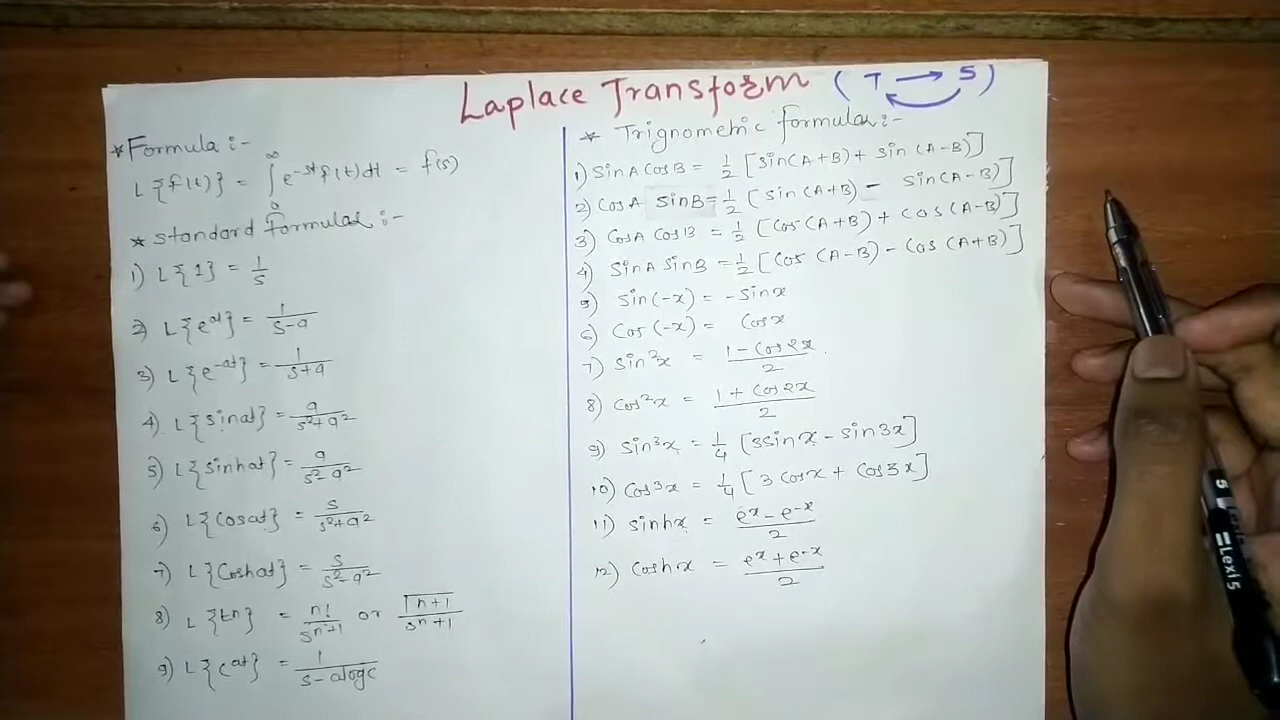 Laplace Transform ( T → S )
* Formula :-
L{f(t)} = ∫₀^∞ e^-st f(t) dt = f(s)
* standard formulas :-
1) L{1} = 1/s
2) L{e^at} = 1/(s-a)
3) L{e^-at} = 1/(s+a)
4) L{sinat} = a/(s²+a²)
5) L{sinhat} = a/(s²-a²)
6) L{Cosat} = s/(s²+a²)
7) L{Coshat} = s/(s²-a²)
8) L{tn} = n!/s^n+1 or Γn+1/s^n+1
9) L{c^at} = 1/(s-alogc)
* Trignometric formulas :-
1) SinA CosB = 1/2 [sin(A+B) + sin (A-B)]
2) CosA sinB = 1/2 [sin(A+B) - sin(A-B)]
3) CosA CosB = 1/2 [Cos (A+B) + Cos (A-B)]
4) SinA SinB = 1/2 [Cos (A-B) - Cos (A+B)]
5) Sin(-x) = -Sinx
6) Cos(-x) = Cosx
7) Sin²x = (1-Cos2x)/2
8) Cos²x = (1+Cos2x)/2
9) Sin³x = 1/4 [3Sinx - Sin3x]
10) Cos³x = 1/4 [3 Cosx + Cos3x]
11) Sinhx = (e^x - e^-x)/2
12) Coshx = (e^x + e^-x)/2
Lexi 5